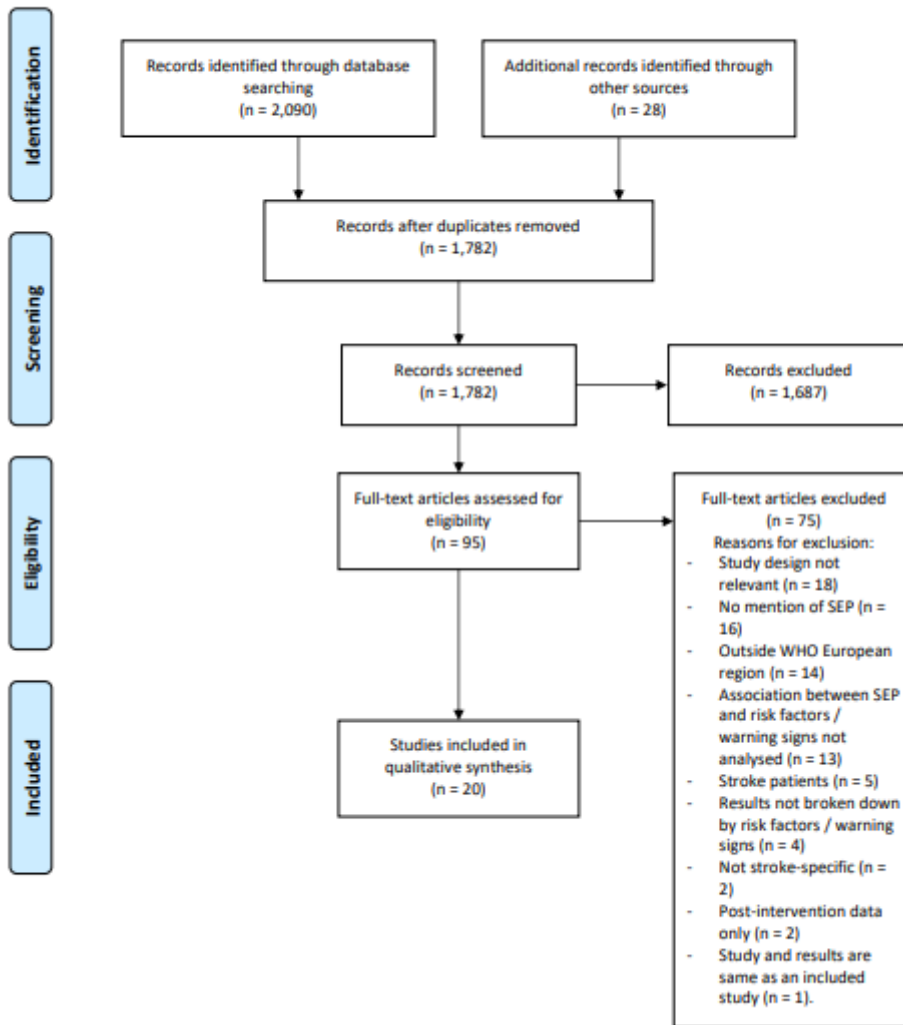 Identification
Records identified through database
searching
(n = 2,090)
Additional records identified through
other sources
(n = 28)
Records after duplicates removed
(n = 1,782)
Screening
Records screened
(n = 1,782)
Records excluded
(n = 1,687)
Eligibility
Full-text articles assessed for
eligibility
(n = 95)
Full-text articles excluded
(n = 75)
Reasons for exclusion:
- Study design not
relevant (n = 18)
- No mention of SEP (n =
16)
- Outside WHO European
region (n = 14)
- Association between SEP
and risk factors /
warning signs not
analysed (n = 13)
- Stroke patients (n = 5)
- Results not broken down
by risk factors / warning
signs (n = 4)
- Not stroke-specific (n =
2)
- Post-intervention data
only (n = 2)
- Study and results are
same as an included
study (n = 1).
Included
Studies included in
qualitative synthesis
(n = 20)